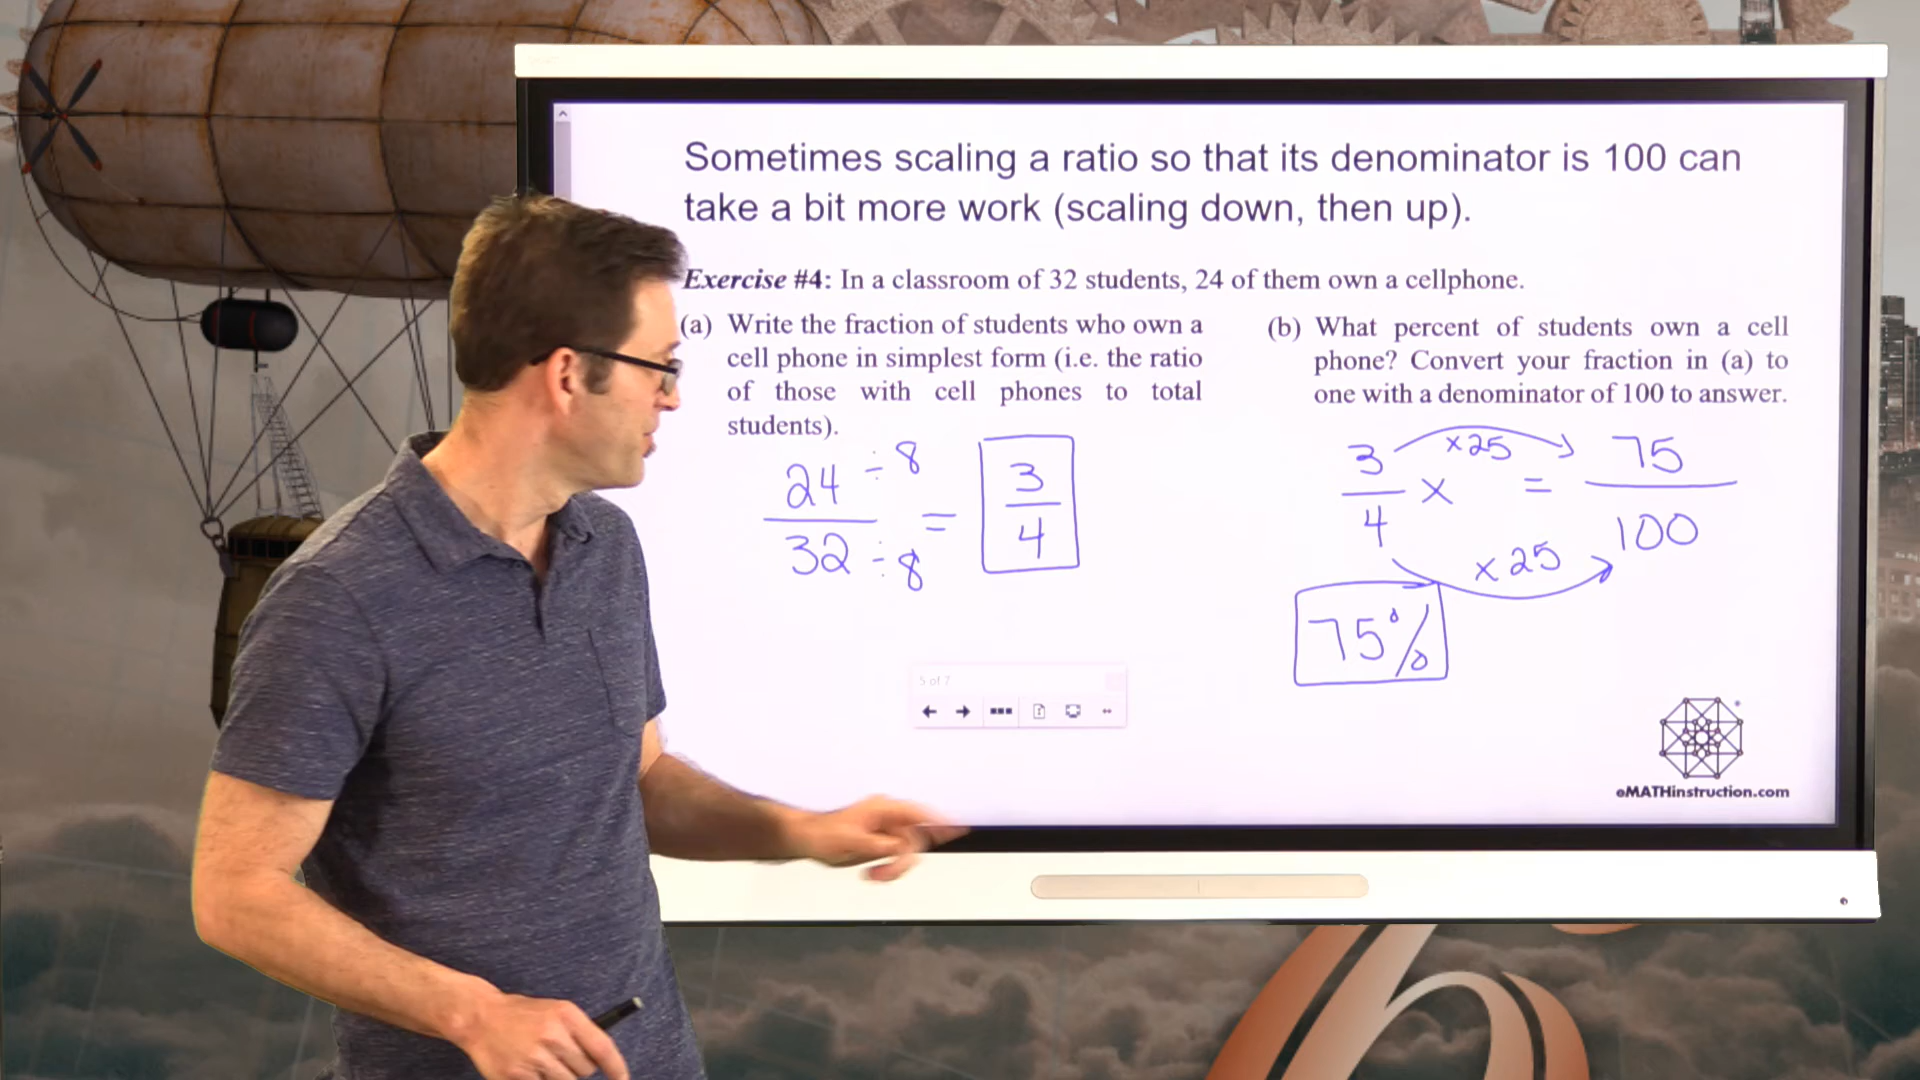 Sometimes scaling a ratio so that its denominator is 100 can
take a bit more work (scaling down, then up).
Exercise #4: In a classroom of 32 students, 24 of them own a cellphone.
(a) Write the fraction of students who own a
cell phone in simplest form (i.e. the ratio
of those with cell phones to total
students).
24 ÷ 8
32 ÷ 8
=
3
4
(b) What percent of students own a cell
phone? Convert your fraction in (a) to
one with a denominator of 100 to answer.
3 ×25 75
× =
4 ×25 100
75%
5 of 7
eMATHinstruction.com